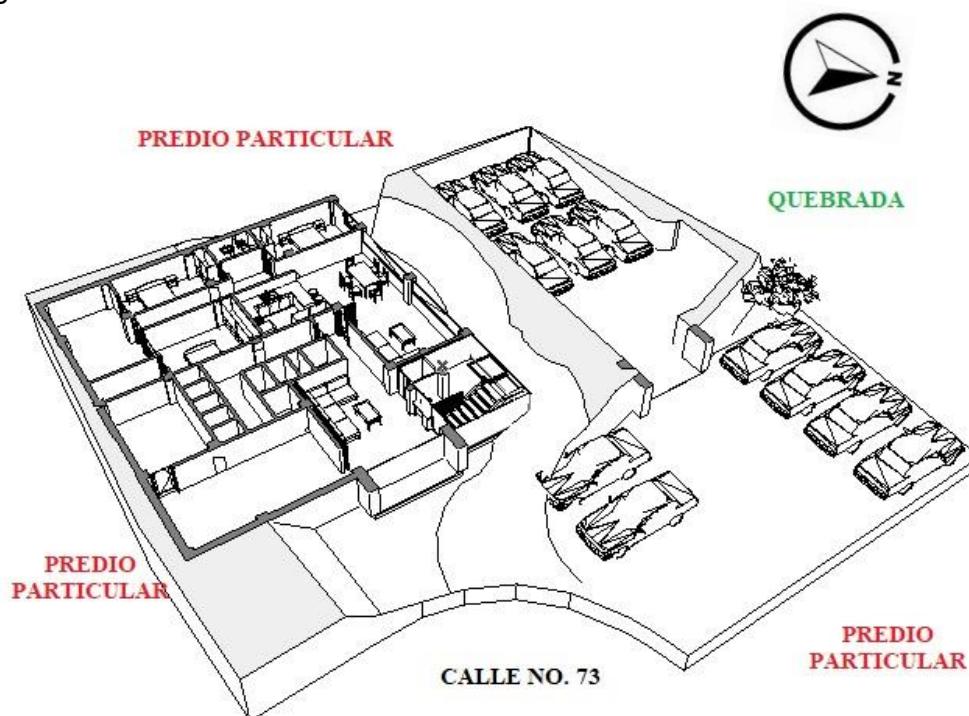 N
PREDIO PARTICULAR
QUEBRADA
PREDIO
PARTICULAR
PREDIO
PARTICULAR
CALLE NO. 73